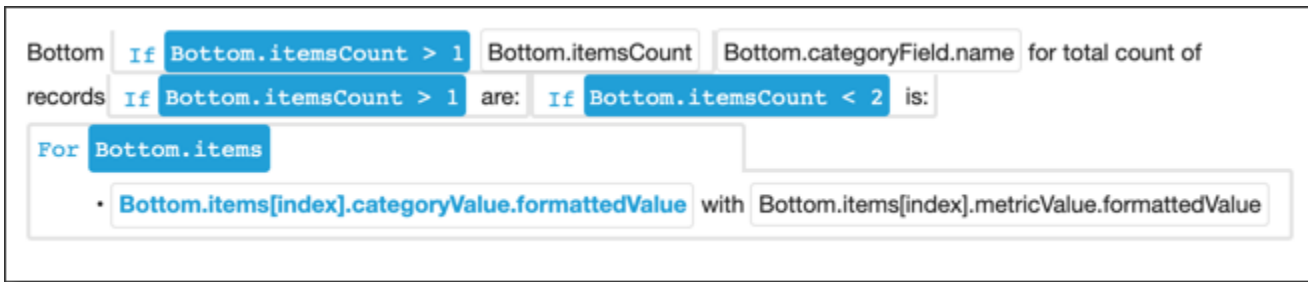 Bottom If Bottom.itemsCount > 1 Bottom.itemsCount Bottom.categoryField.name for total count of
records If Bottom.itemsCount > 1 are: If Bottom.itemsCount < 2 is:
For Bottom.items
• Bottom.items[index].categoryValue.formattedValue with Bottom.items[index].metricValue.formattedValue